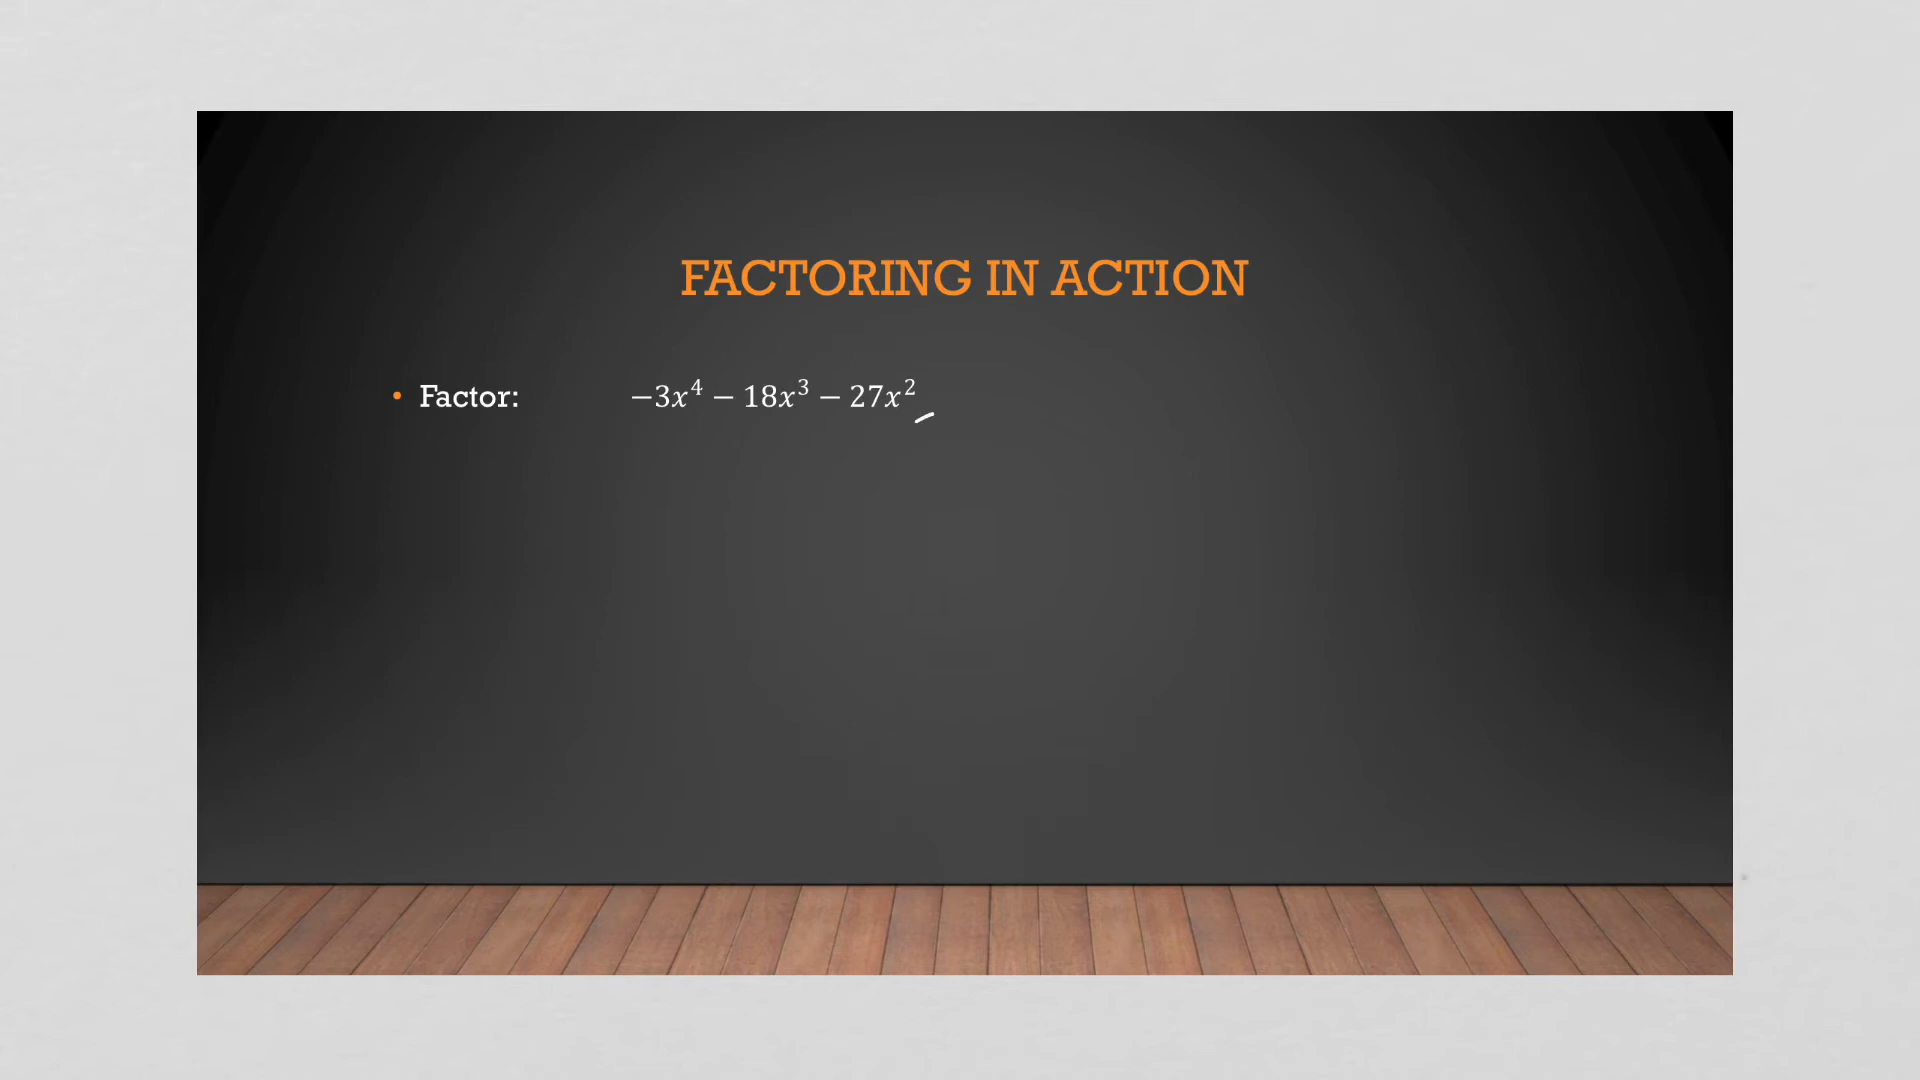 FACTORING IN ACTION
• Factor: −3x⁴ − 18x³ − 27x²